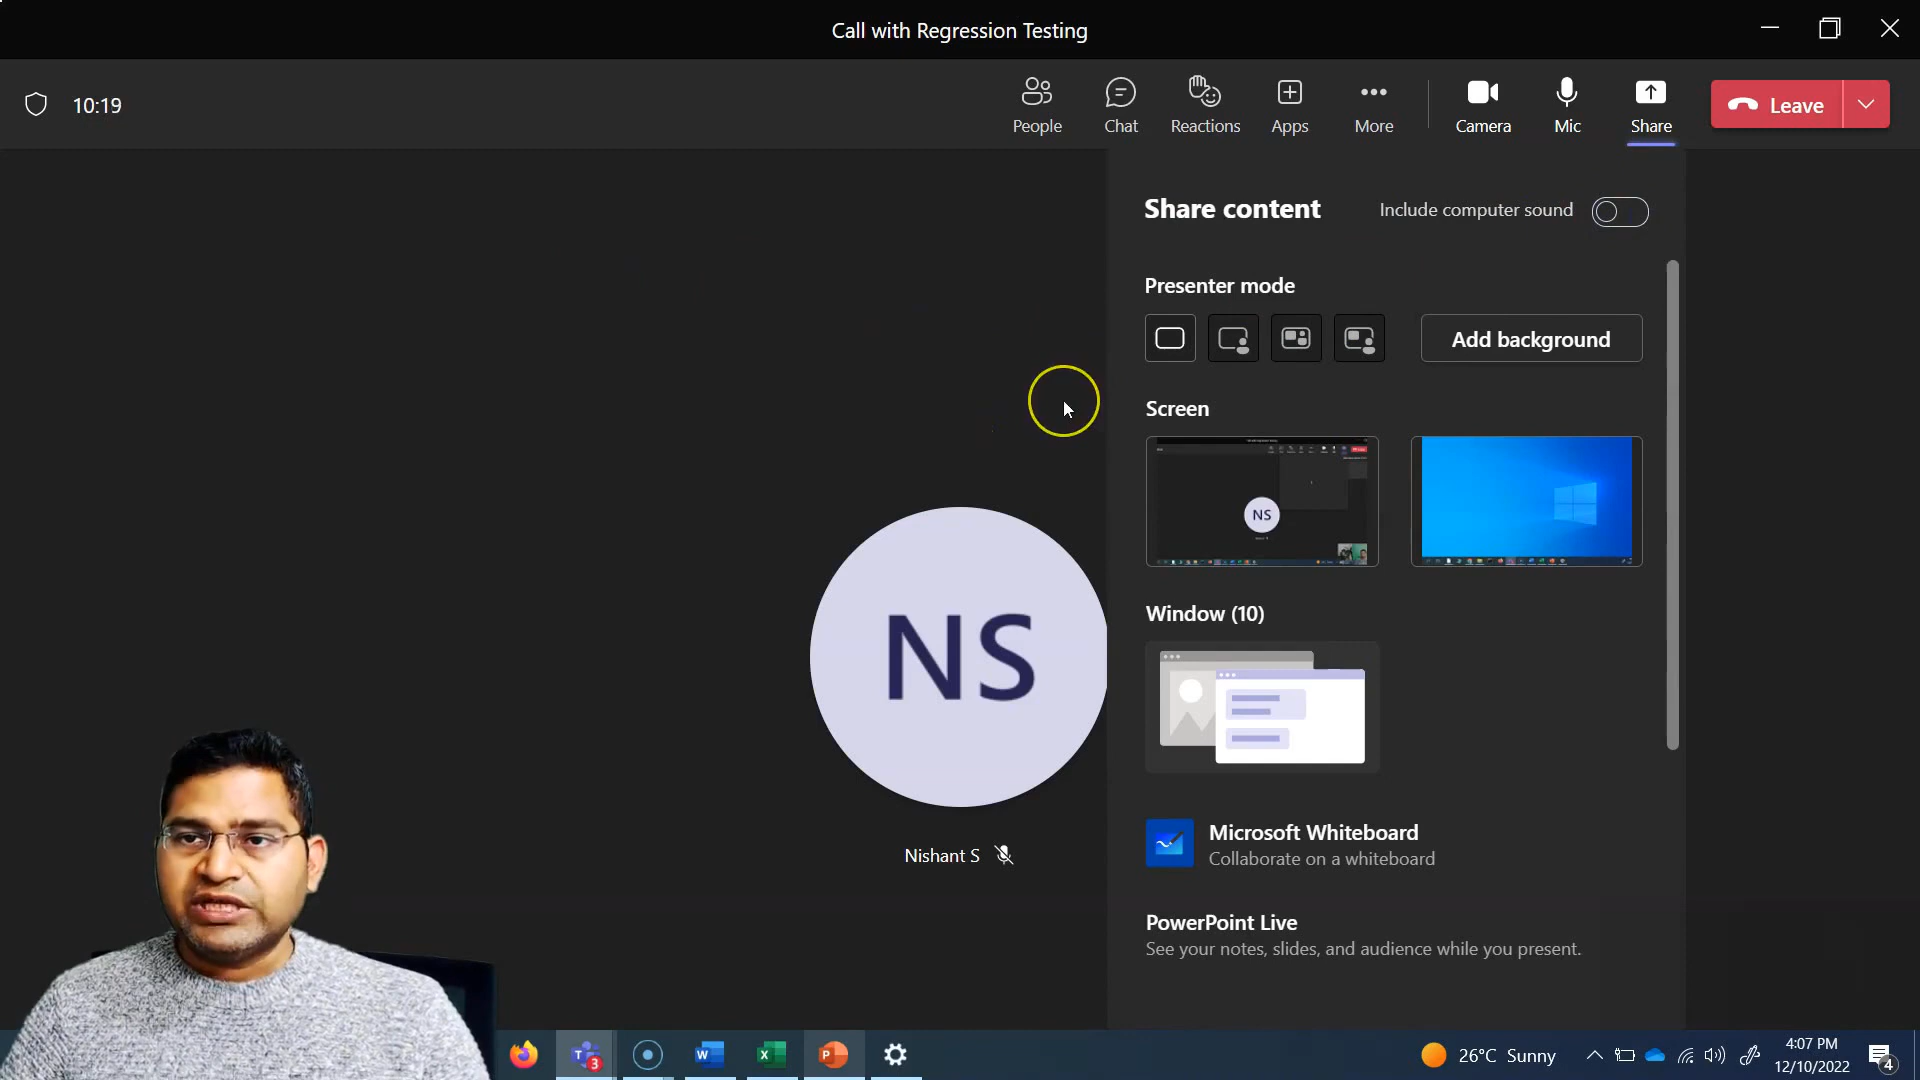 Call with Regression Testing
10:19
People
Chat
Reactions
Apps
More
Camera
Mic
Share
Leave
Share content
Include computer sound
Presenter mode
Add background
Screen
NS
Window (10)
NS
Microsoft Whiteboard
Collaborate on a whiteboard
Nishant S
PowerPoint Live
See your notes, slides, and audience while you present.
3
26°C Sunny
4:07 PM
12/10/2022
4